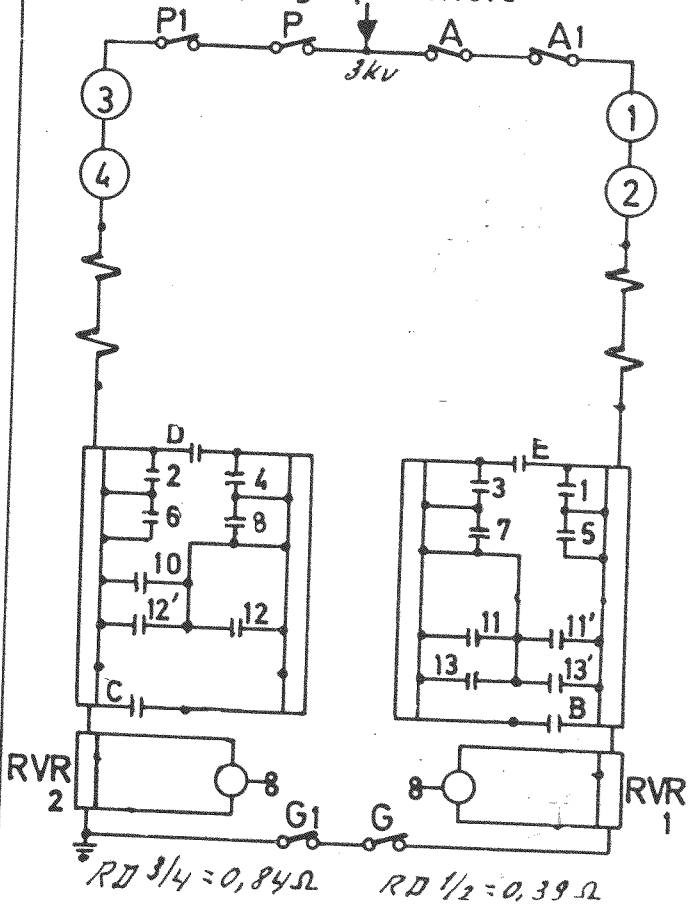 P1 P A A1
3kv
3 1
4 2
D E
2 4 3 1
6 8 7 5
10
12' 12 11 11'
13 13'
C B
RVR 2 8 8 RVR 1
G1 G
RD 3/4 = 0,84Ω RD 1/2 = 0,39Ω